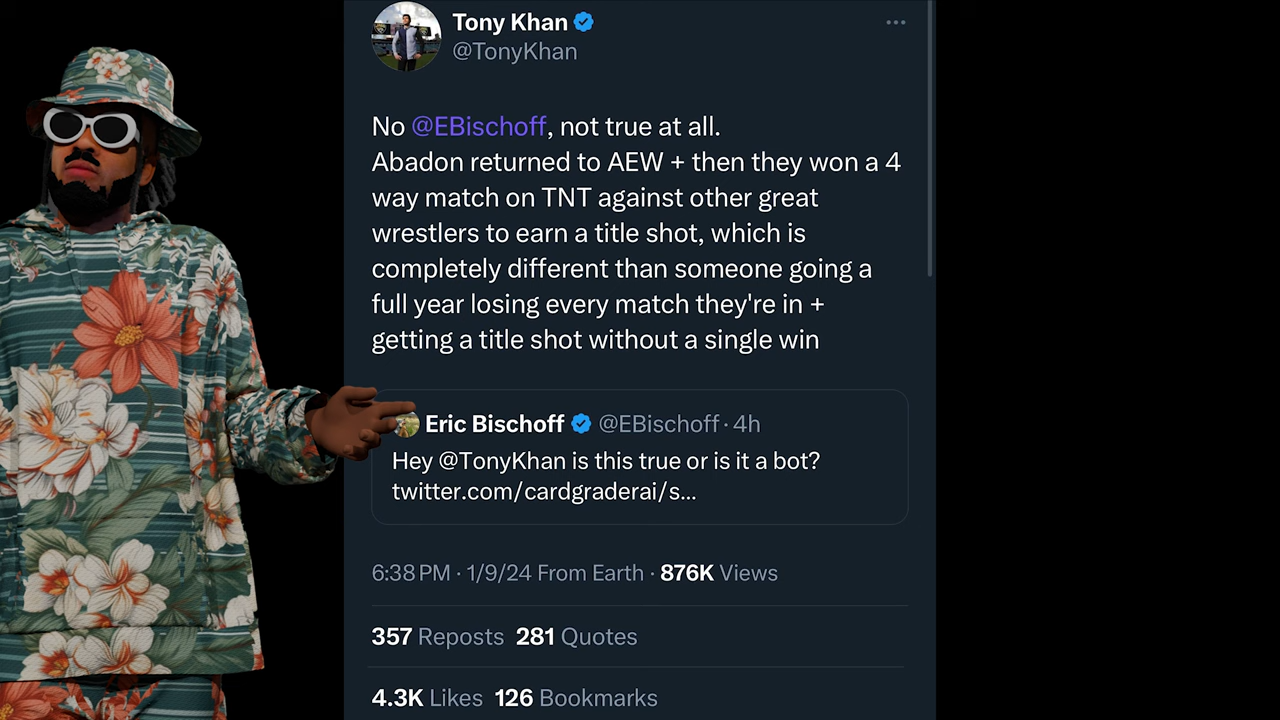 Tony Khan
@TonyKhan
No @EBischoff, not true at all.
Abadon returned to AEW + then they won a 4
way match on TNT against other great
wrestlers to earn a title shot, which is
completely different than someone going a
full year losing every match they're in +
getting a title shot without a single win
Eric Bischoff @EBischoff · 4h
Hey @TonyKhan is this true or is it a bot?
twitter.com/cardgraderai/s...
6:38 PM · 1/9/24 From Earth · 876K Views
357 Reposts 281 Quotes
4.3K Likes 126 Bookmarks